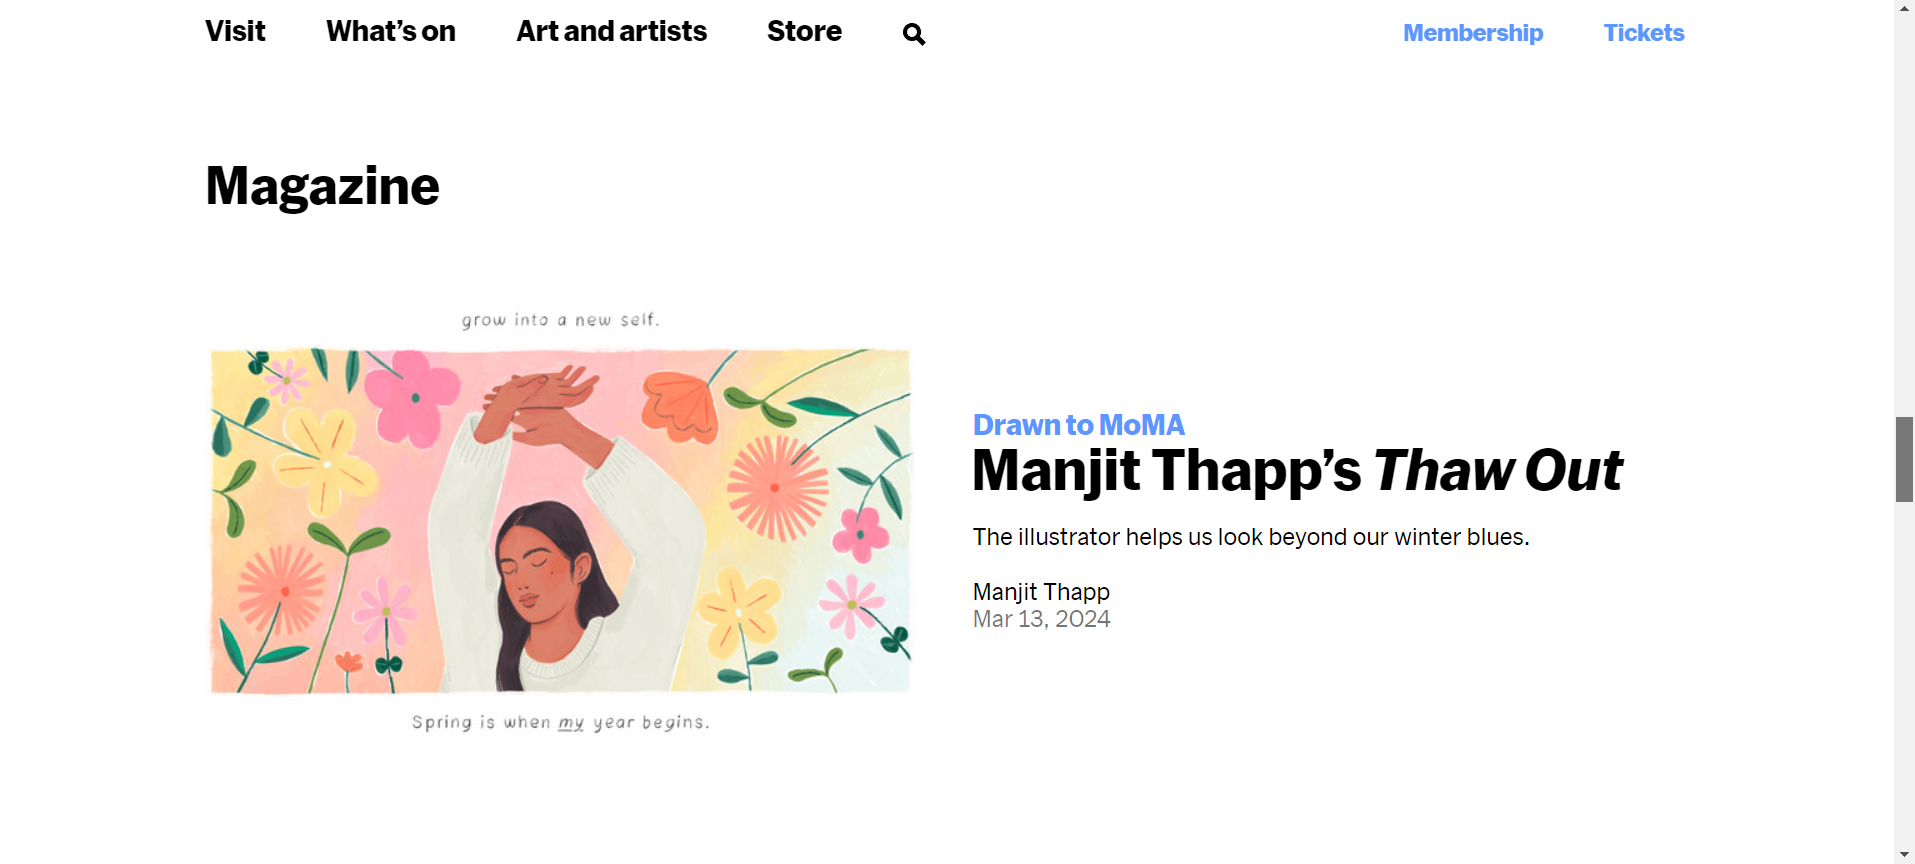 Visit What's on Art and artists Store Membership Tickets
Magazine
grow into a new self.
Spring is when my year begins.
Drawn to MoMA
Manjit Thapp’s Thaw Out
The illustrator helps us look beyond our winter blues.
Manjit Thapp
Mar 13, 2024